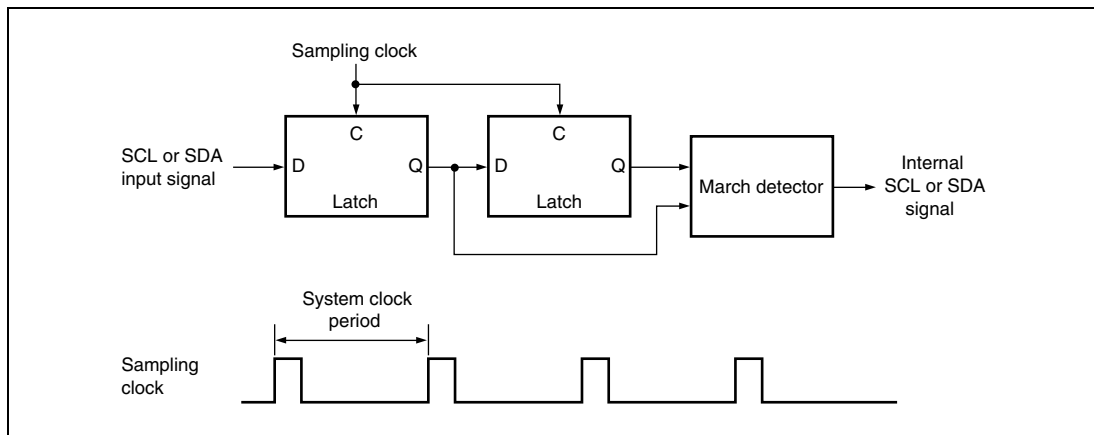 Sampling clock
C
C
SCL or SDA
input signal
D
Q
D
Q
Latch
Latch
March detector
Internal
SCL or SDA
signal
System clock
period
Sampling
clock